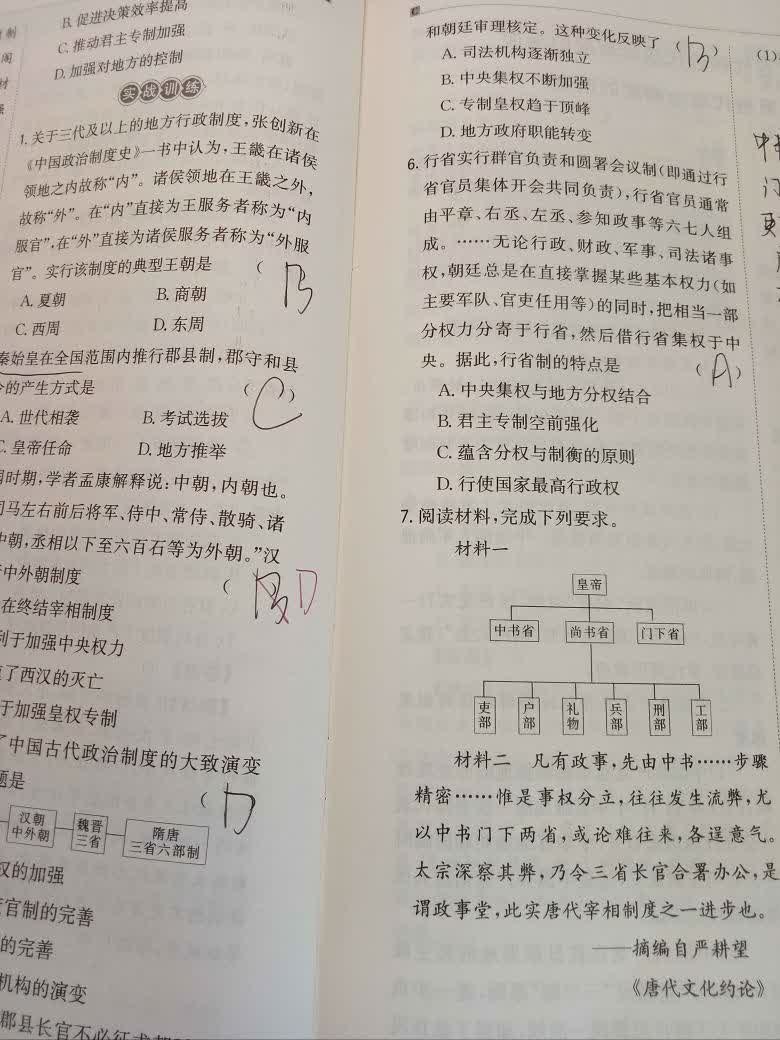 B. 促进决策效率提高
C. 推动君主专制加强
D. 加强对地方的控制
实战训练
1. 关于三代及以上的地方行政制度,张创新在
《中国政治制度史》一书中认为,王畿在诸侯
领地之内故称“内”。诸侯领地在王畿之外,
故称“外”。在“内”直接为王服务者称为“内
服官”,在“外”直接为诸侯服务者称为“外服
官”。实行该制度的典型王朝是 (B
A. 夏朝 B. 商朝
C. 西周 D. 东周
秦始皇在全国范围内推行郡县制,郡守和县
的产生方式是 (C)
A. 世代相袭 B. 考试选拔
C. 皇帝任命 D. 地方推举
时期,学者孟康解释说:中朝,内朝也。
司马左右前后将军、侍中、常侍、散骑、诸
中朝,丞相以下至六百石等为外朝。”汉
中外朝制度 ( B D
在终结宰相制度
利于加强中央权力
了西汉的灭亡
于加强皇权专制
了中国古代政治制度的大致演变
题是 (D
汉朝
中外朝
魏晋
三省
隋唐
三省六部制
权的加强
官制的完善
的完善
机构的演变
郡县长官不必征求
和朝廷审理核定。这种变化反映了 (B)
A. 司法机构逐渐独立
B. 中央集权不断加强
C. 专制皇权趋于顶峰
D. 地方政府职能转变
6. 行省实行群官负责和圆署会议制(即通过行
省官员集体开会共同负责),行省官员通常
由平章、右丞、左丞、参知政事等六七人组
成。……无论行政、财政、军事、司法诸事
权,朝廷总是在直接掌握某些基本权力(如
主要军队、官吏任用等)的同时,把相当一部
分权力分寄于行省,然后借行省集权于中
央。据此,行省制的特点是 (A)
A. 中央集权与地方分权结合
B. 君主专制空前强化
C. 蕴含分权与制衡的原则
D. 行使国家最高行政权
7. 阅读材料,完成下列要求。
材料一
皇帝
中书省 尚书省 门下省
吏部 户部 礼物 兵部 刑部 工部
材料二 凡有政事,先由中书……步骤
精密……惟是事权分立,往往发生流弊,尤
以中书门下两省,或论难往来,各逞意气。
太宗深察其弊,乃令三省长官合署办公,是
谓政事堂,此实唐代宰相制度之一进步也。
——摘编自严耕望
《唐代文化约论》
(1)